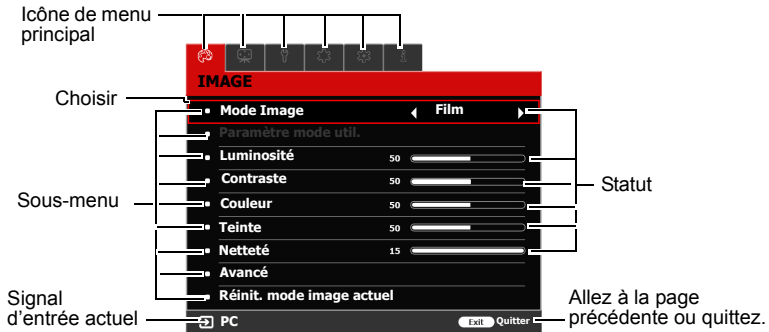 Icône de menu
principal
IMAGE
Choisir
Mode Image Film
Paramètre mode util.
Luminosité 50
Contraste 50
Statut
Sous-menu
Couleur 50
Teinte 50
Netteté 15
Avancé
Réinit. mode image actuel
Signal
d'entrée actuel
PC
Exit Quitter
Allez à la page
précédente ou quittez.